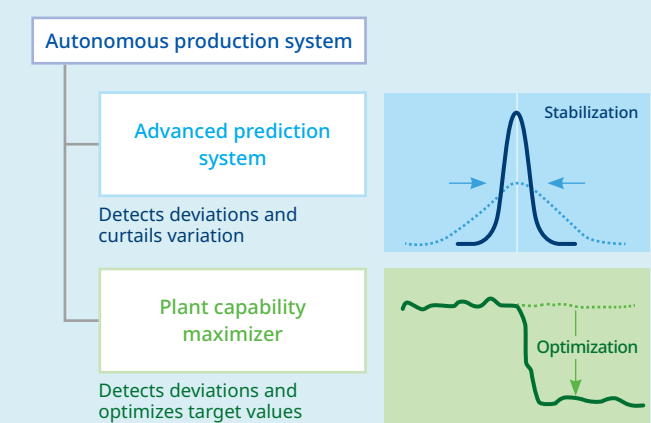 Autonomous production system
Advanced prediction
system
Stabilization
Detects deviations and
curtails variation
Plant capability
maximizer
Optimization
Detects deviations and
optimizes target values